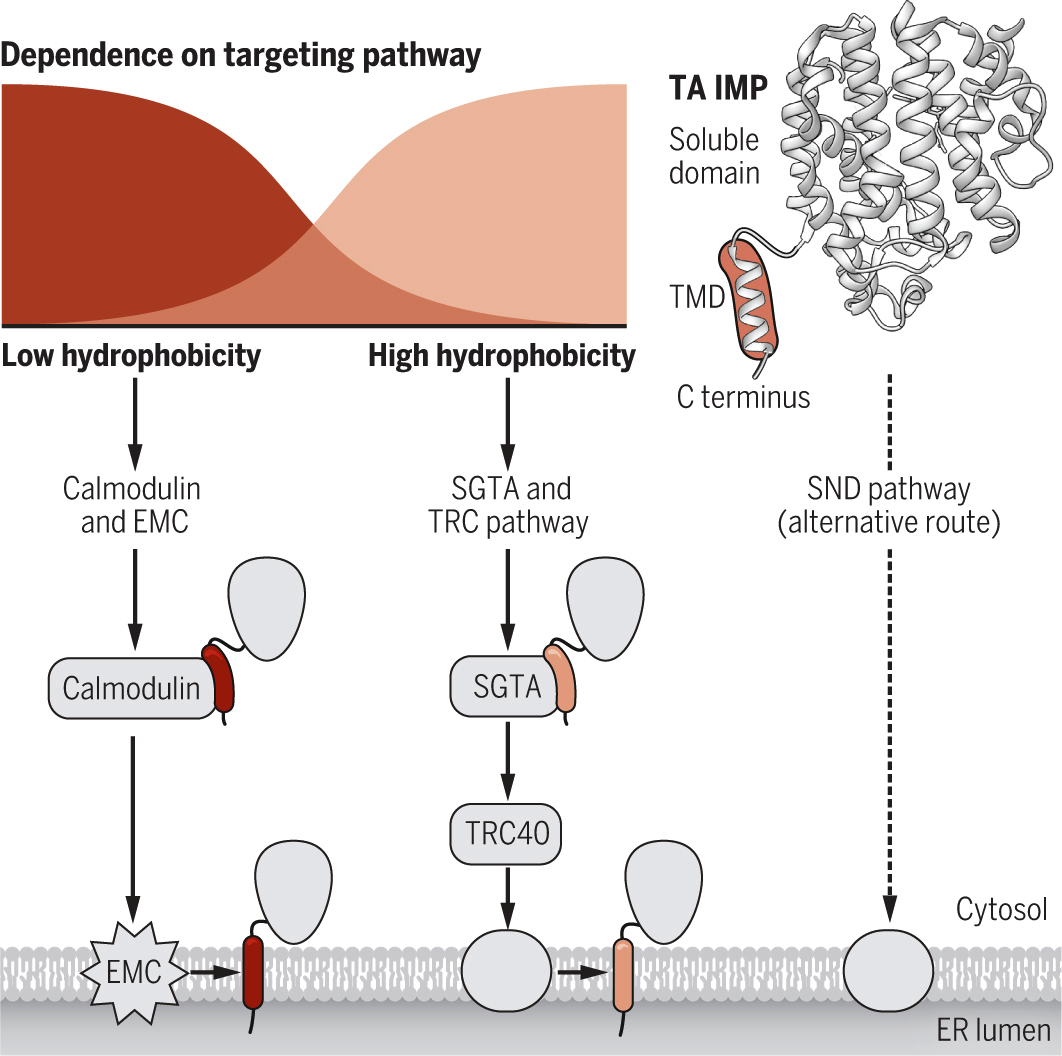 Dependence on targeting pathway
TA IMP
Soluble
domain
TMD
C terminus
Low hydrophobicity
High hydrophobicity
Calmodulin
and EMC
SGTA and
TRC pathway
SND pathway
(alternative route)
Calmodulin
SGTA
TRC40
Cytosol
EMC
ER lumen